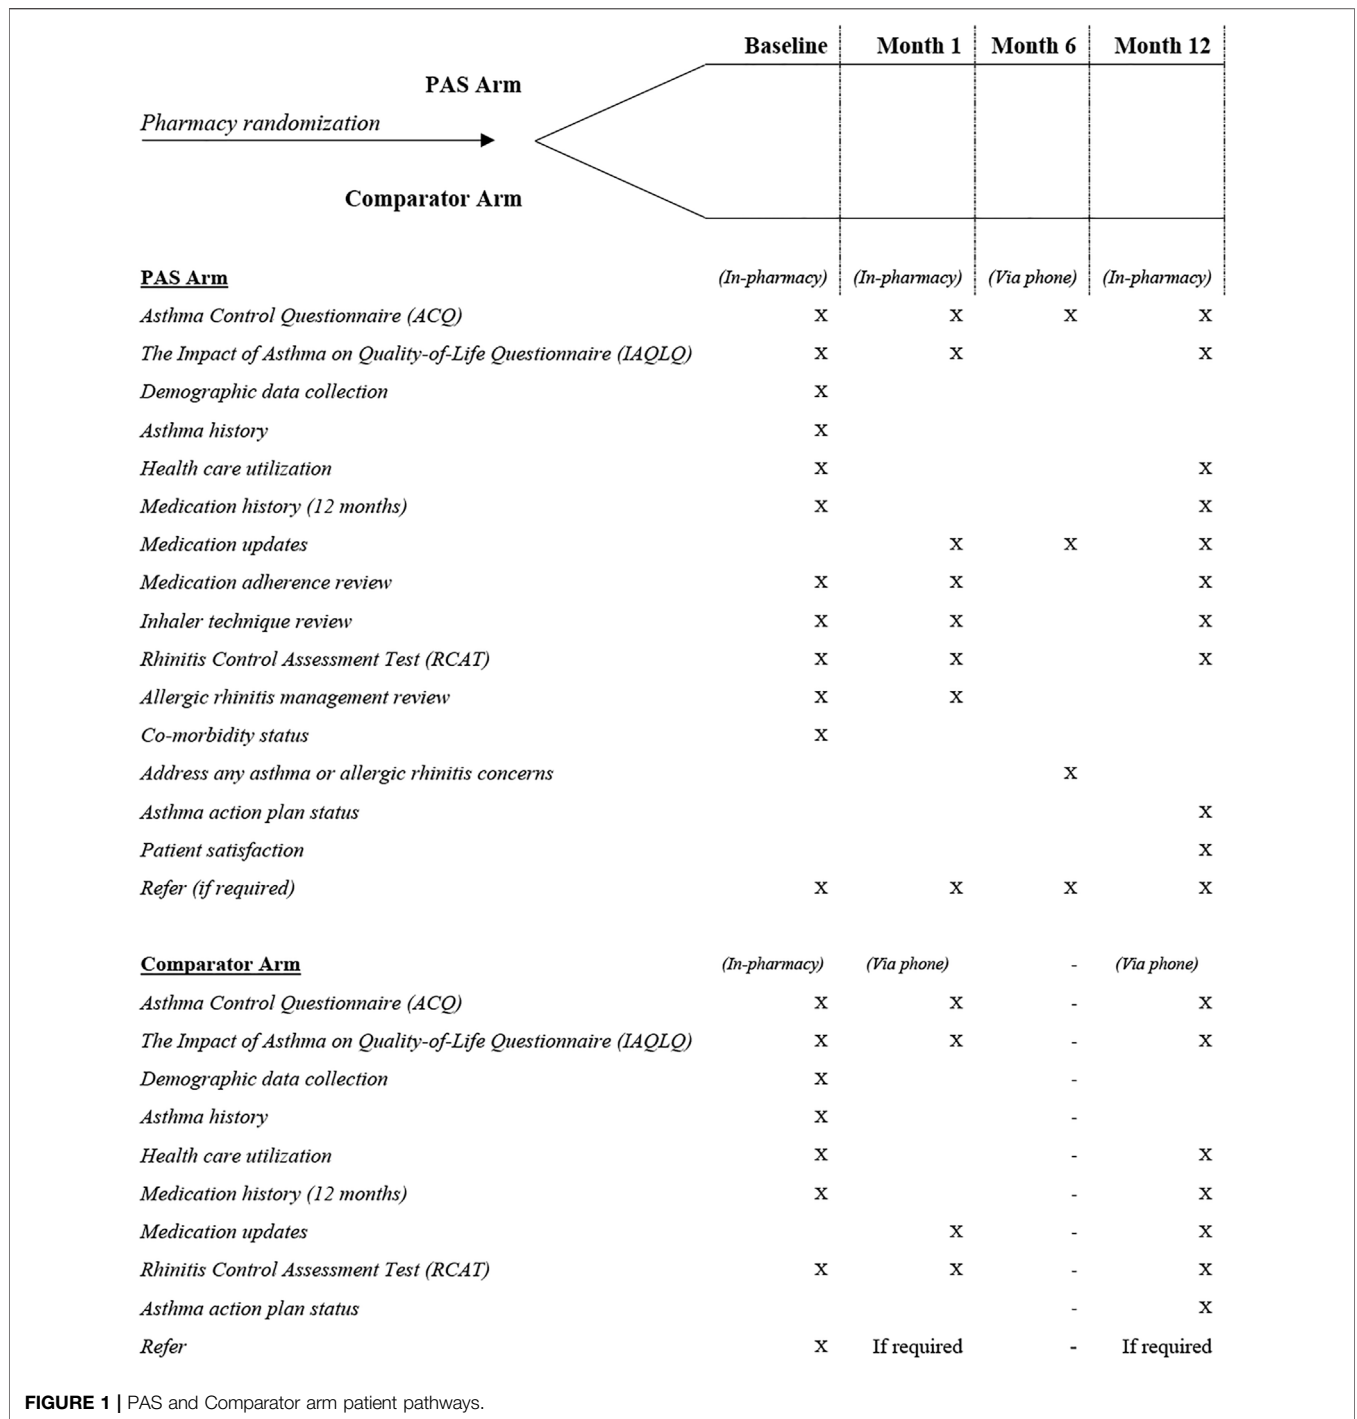 Baseline Month 1 Month 6 Month 12
PAS Arm
Pharmacy randomization
Comparator Arm
PAS Arm (In-pharmacy) (In-pharmacy) (Via phone) (In-pharmacy)
Asthma Control Questionnaire (ACQ) X X X X
The Impact of Asthma on Quality-of-Life Questionnaire (IAQLQ) X X X
Demographic data collection X
Asthma history X
Health care utilization X X
Medication history (12 months) X X
Medication updates X X X
Medication adherence review X X X
Inhaler technique review X X X
Rhinitis Control Assessment Test (RCAT) X X X
Allergic rhinitis management review X X
Co-morbidity status X
Address any asthma or allergic rhinitis concerns X
Asthma action plan status X
Patient satisfaction X
Refer (if required) X X X X
Comparator Arm (In-pharmacy) (Via phone) - (Via phone)
Asthma Control Questionnaire (ACQ) X X - X
The Impact of Asthma on Quality-of-Life Questionnaire (IAQLQ) X X - X
Demographic data collection X -
Asthma history X -
Health care utilization X - X
Medication history (12 months) X - X
Medication updates X - X
Rhinitis Control Assessment Test (RCAT) X X - X
Asthma action plan status - X
Refer X If required - If required
FIGURE 1 | PAS and Comparator arm patient pathways.